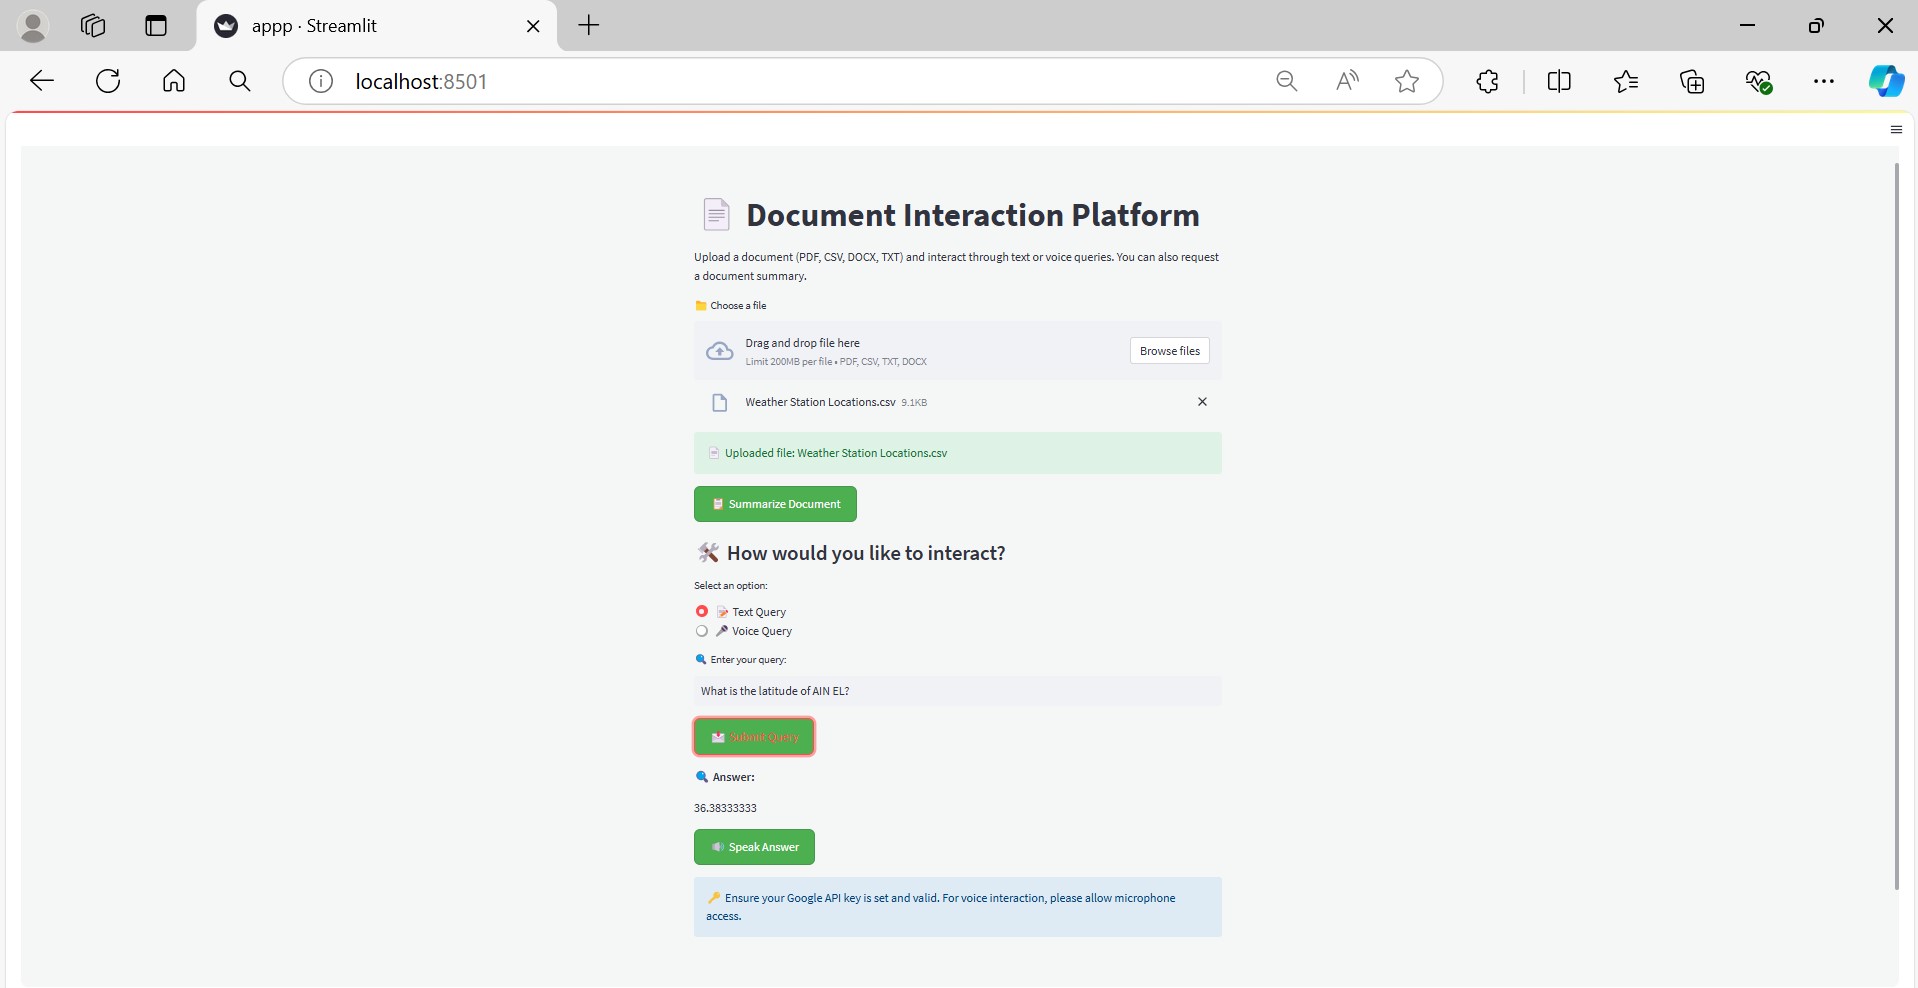 appp · Streamlit
localhost:8501
Document Interaction Platform
Upload a document (PDF, CSV, DOCX, TXT) and interact through text or voice queries. You can also request
a document summary.
Choose a file
Drag and drop file here
Limit 200MB per file • PDF, CSV, TXT, DOCX
Browse files
Weather Station Locations.csv 9.1KB
Uploaded file: Weather Station Locations.csv
Summarize Document
How would you like to interact?
Select an option:
Text Query
Voice Query
Enter your query:
What is the latitude of AIN EL?
Submit Query
Answer:
36.38333333
Speak Answer
Ensure your Google API key is set and valid. For voice interaction, please allow microphone
access.